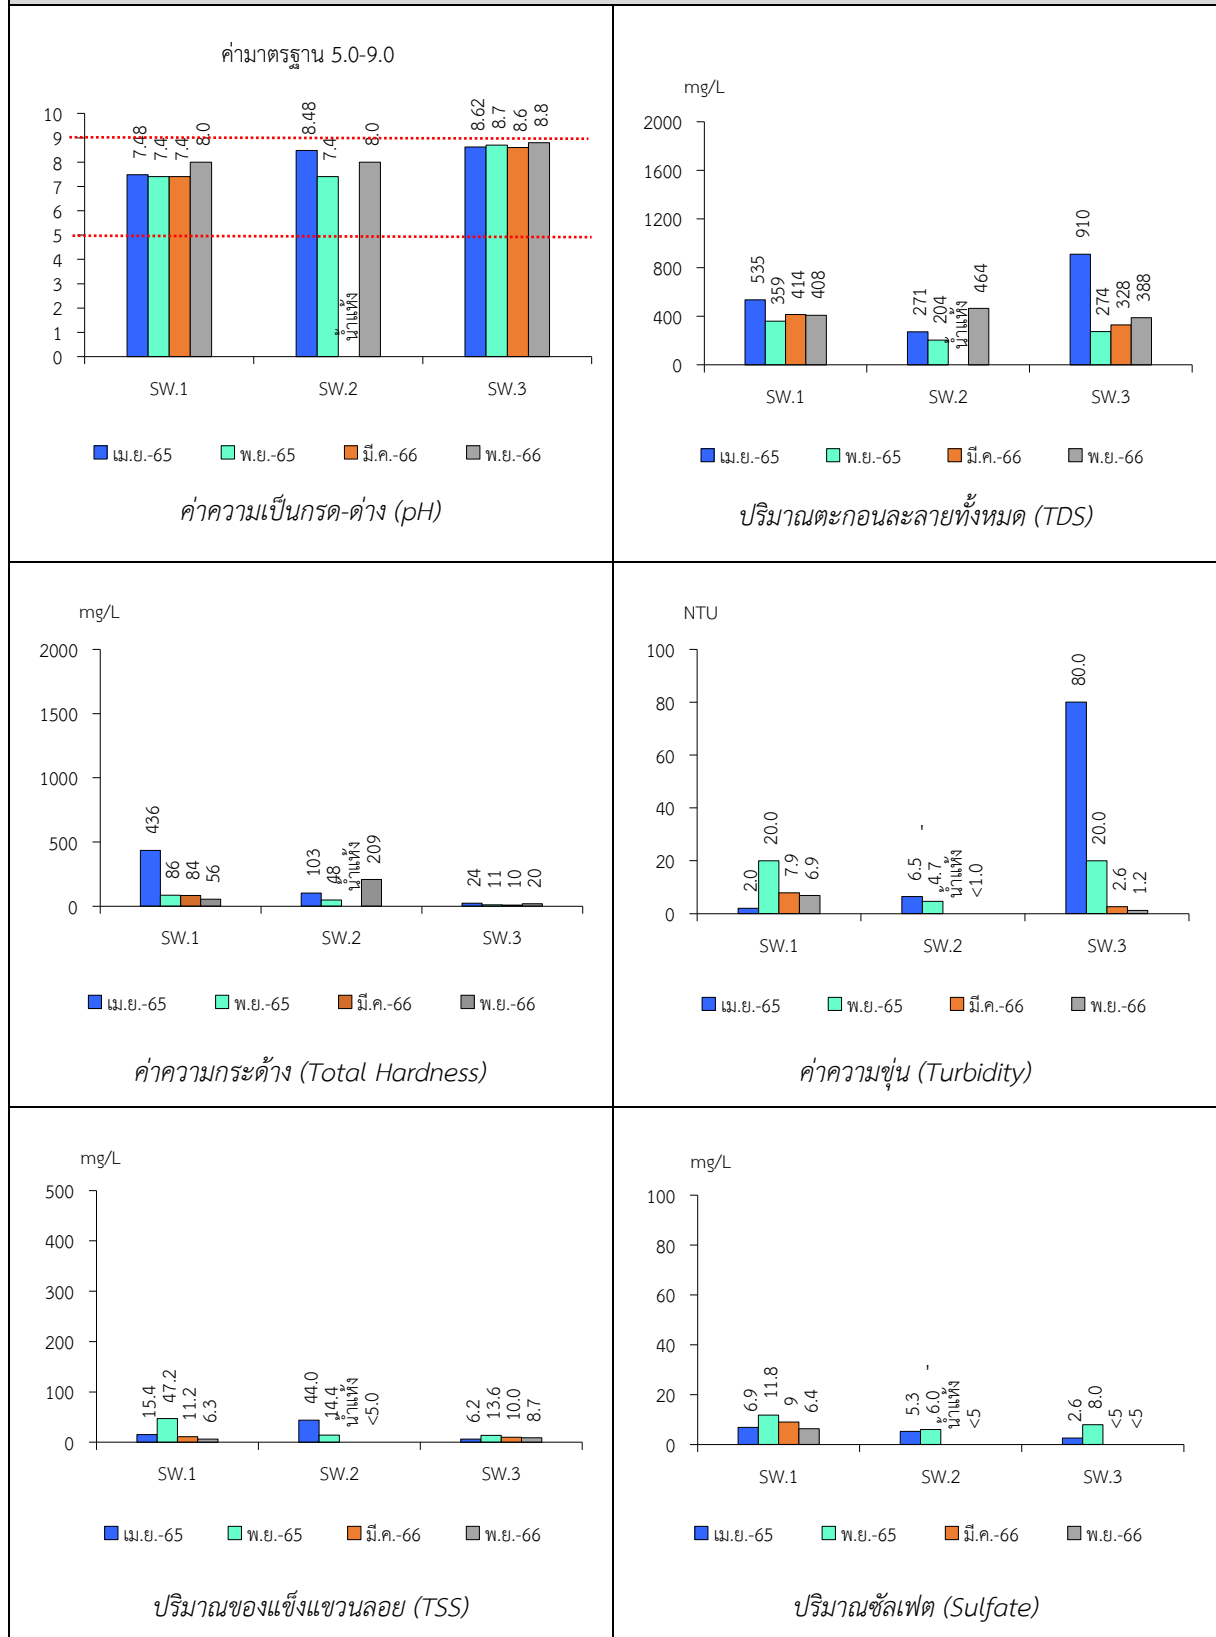 ค่ามาตรฐาน 5.0-9.0
10
9
8
7
6
5
4
3
2
1
0
7.48 7.4 7.4 8.0
8.48 7.4 น้ำแห้ง 8.0
8.62 8.7 8.6 8.8
SW.1 SW.2 SW.3
เม.ย.-65 พ.ย.-65 มี.ค.-66 พ.ย.-66
ค่าความเป็นกรด-ด่าง (pH)
mg/L
2000
1600
1200
800
400
0
535 359 414 408
271 204 น้ำแห้ง 464
910 274 328 388
SW.1 SW.2 SW.3
เม.ย.-65 พ.ย.-65 มี.ค.-66 พ.ย.-66
ปริมาณตะกอนละลายทั้งหมด (TDS)
mg/L
2000
1500
1000
500
0
436 86 84 56
103 48 น้ำแห้ง 209
24 11 10 20
SW.1 SW.2 SW.3
เม.ย.-65 พ.ย.-65 มี.ค.-66 พ.ย.-66
ค่าความกระด้าง (Total Hardness)
NTU
100
80
60
40
20
0
2.0 20.0 7.9 6.9
6.5 4.7 น้ำแห้ง <1.0
80.0 20.0 2.6 1.2
SW.1 SW.2 SW.3
เม.ย.-65 พ.ย.-65 มี.ค.-66 พ.ย.-66
ค่าความขุ่น (Turbidity)
mg/L
500
400
300
200
100
0
15.4 47.2 11.2 6.3
44.0 14.4 น้ำแห้ง <5.0
6.2 13.6 10.0 8.7
SW.1 SW.2 SW.3
เม.ย.-65 พ.ย.-65 มี.ค.-66 พ.ย.-66
ปริมาณของแข็งแขวนลอย (TSS)
mg/L
100
80
60
40
20
0
6.9 11.8 9 6.4
5.3 6.0 น้ำแห้ง <5
2.6 8.0 <5 <5
SW.1 SW.2 SW.3
เม.ย.-65 พ.ย.-65 มี.ค.-66 พ.ย.-66
ปริมาณซัลเฟต (Sulfate)